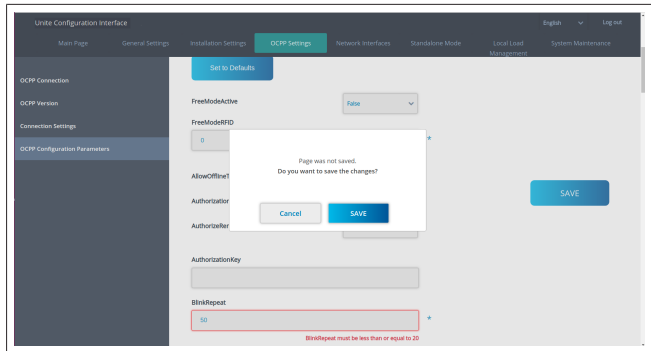 Unite Configuration Interface
English
Log out
Main Page
General Settings
Installation Settings
OCPP Settings
Network Interfaces
Standalone Mode
Local Load
Management
System Maintenance
Set to Defaults
OCPP Connection
OCPP Version
Connection Settings
OCPP Configuration Parameters
FreeModeActive
False
FreeModeRFID
0
*
Page was not saved.
Do you want to save the changes?
Cancel
SAVE
SAVE
AuthorizationKey
BlinkRepeat
50
*
BlinkRepeat must be less than or equal to 20